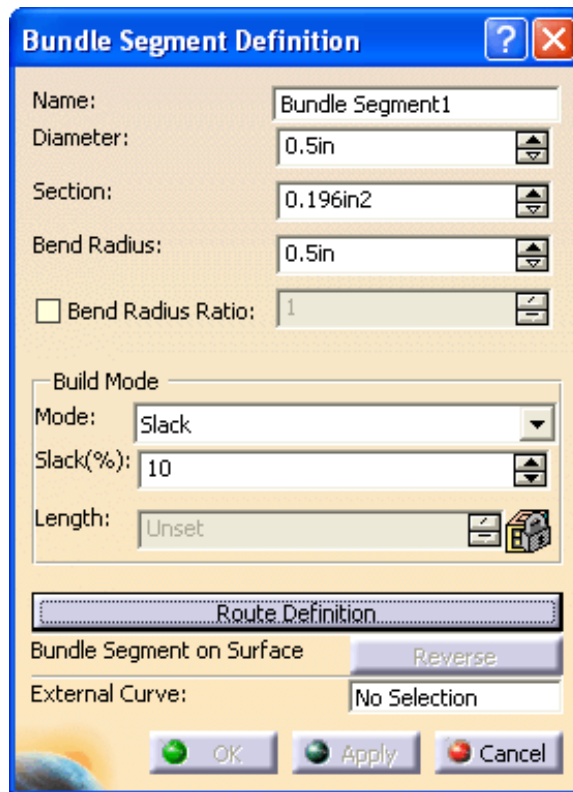 Bundle Segment Definition ? X
Name: Bundle Segment1
Diameter: 0.5in
Section: 0.196in2
Bend Radius: 0.5in
Bend Radius Ratio: 1
Build Mode
Mode: Slack
Slack(%): 10
Length: Unset
Route Definition
Bundle Segment on Surface Reverse
External Curve: No Selection
OK Apply Cancel